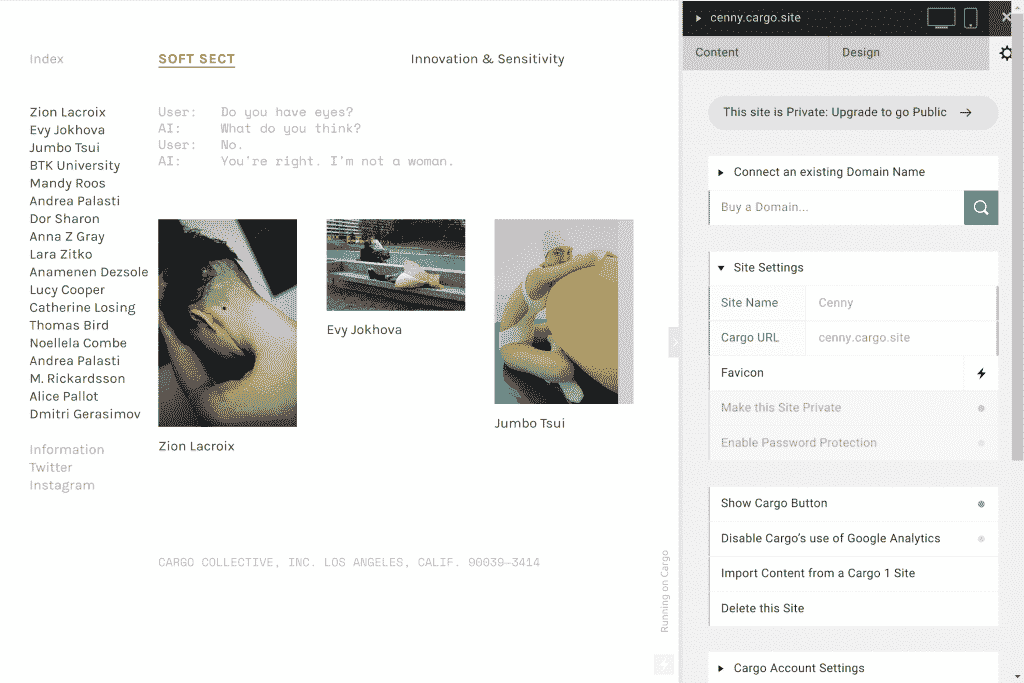 Index
SOFT SECT
Innovation & Sensitivity
Zion Lacroix
Evy Jokhova
Jumbo Tsui
BTK University
Mandy Roos
Andrea Palasti
Dor Sharon
Anna Z Gray
Lara Zitko
Anamenen Dezsole
Lucy Cooper
Catherine Losing
Thomas Bird
Noellela Combe
Andrea Palasti
M. Rickardsson
Alice Pallot
Dmitri Gerasimov
Information
Twitter
Instagram
User: Do you have eyes?
AI: What do you think?
User: No.
AI: You’re right. I’m not a woman.
Zion Lacroix
Evy Jokhova
Jumbo Tsui
CARGO COLLECTIVE, INC. LOS ANGELES, CALIF. 90039—3414
Running on Cargo
cenny.cargo.site
Content
Design
This site is Private: Upgrade to go Public →
Connect an existing Domain Name
Buy a Domain...
Site Settings
Site Name Cenny
Cargo URL cenny.cargo.site
Favicon
Make this Site Private
Enable Password Protection
Show Cargo Button
Disable Cargo’s use of Google Analytics
Import Content from a Cargo 1 Site
Delete this Site
Cargo Account Settings